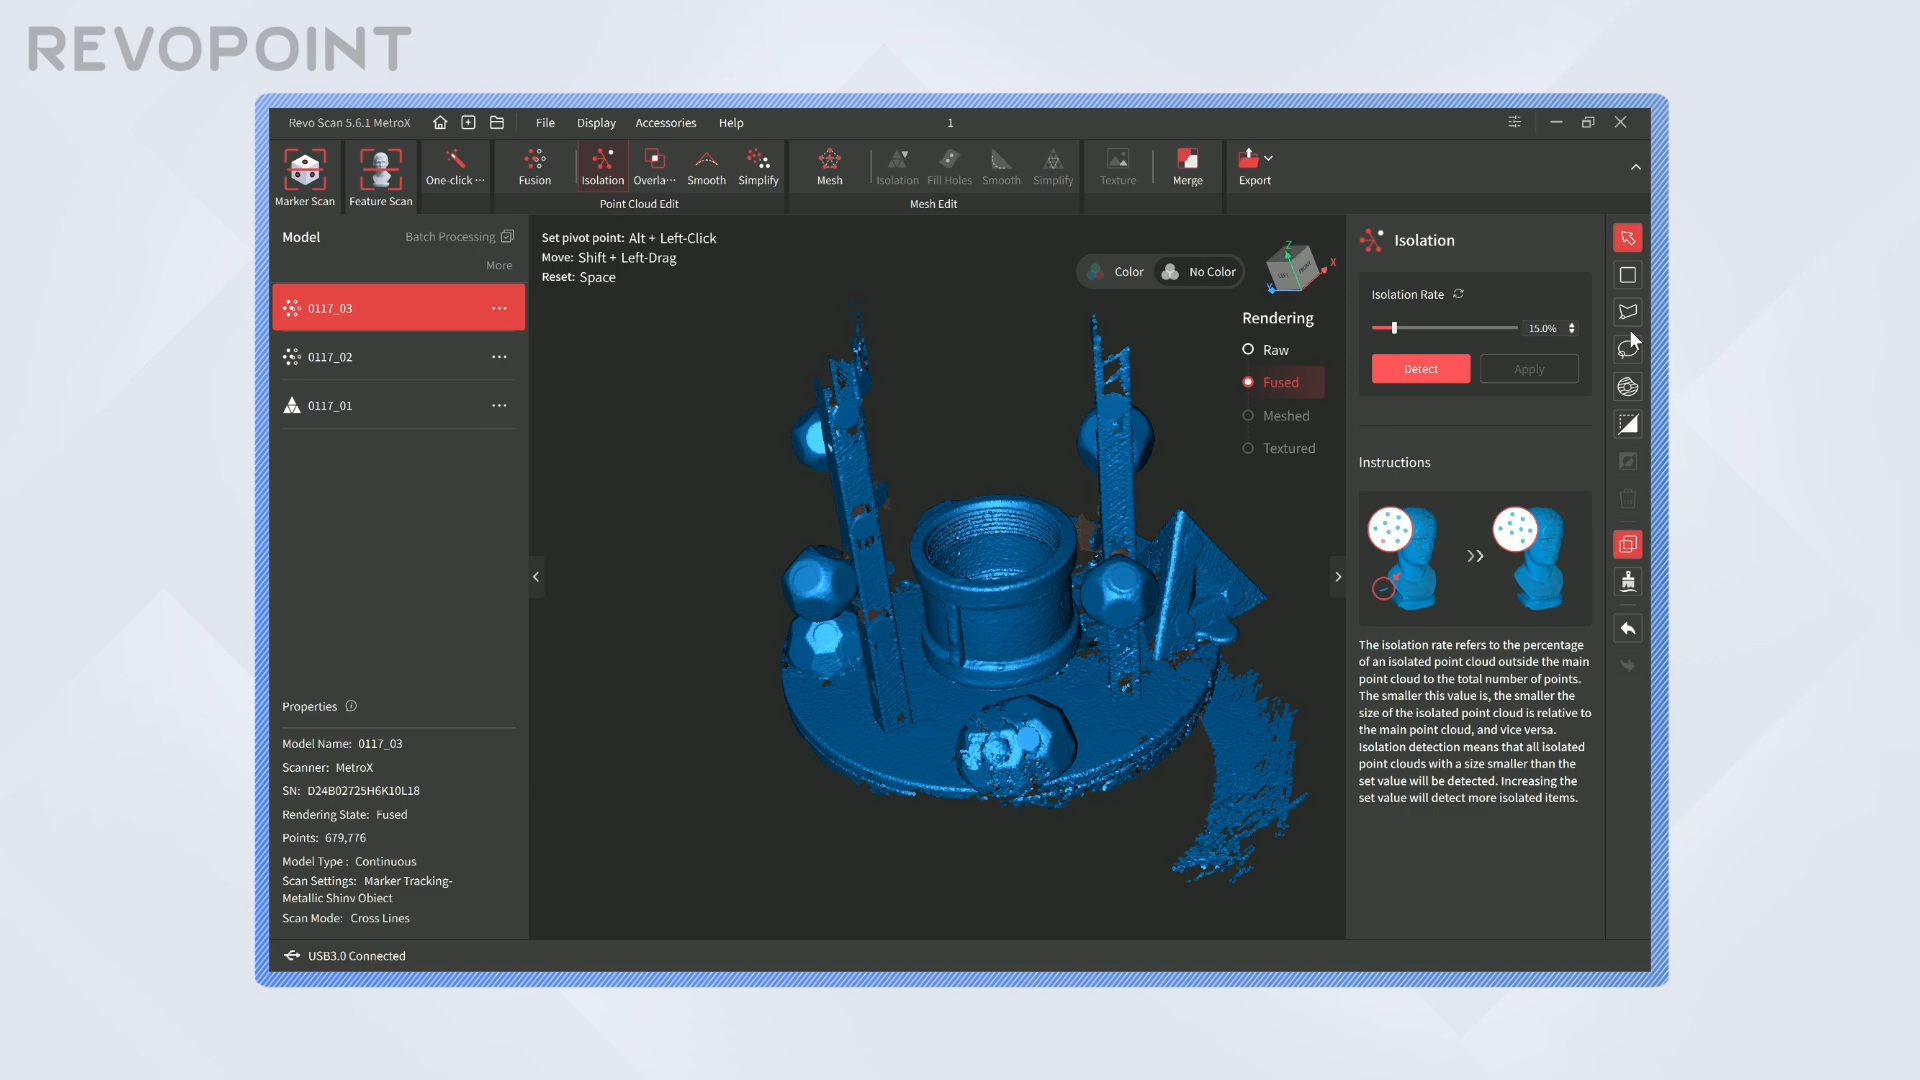 REVOPOINT
Revo Scan 5.6.1 MetroX
File Display Accessories Help
1
Marker Scan
Feature Scan
One-click ···
Fusion
Isolation
Overla···
Smooth
Simplify
Point Cloud Edit
Mesh
Isolation
Fill Holes
Smooth
Simplify
Mesh Edit
Texture
Merge
Export
Model
Batch Processing
More
0117_03
0117_02
0117_01
Properties
Model Name: 0117_03
Scanner: MetroX
SN: D24B02725H6K10L18
Rendering State: Fused
Points: 679,776
Model Type : Continuous
Scan Settings: Marker Tracking-
Metallic Shiny Object
Scan Mode: Cross Lines
USB3.0 Connected
Set pivot point: Alt + Left-Click
Move: Shift + Left-Drag
Reset: Space
Color
No Color
Z
X
Y
LEFT
FRONT
Rendering
Raw
Fused
Meshed
Textured
Isolation
Isolation Rate
15.0%
Detect
Apply
Instructions
The isolation rate refers to the percentage
of an isolated point cloud outside the main
point cloud to the total number of points.
The smaller this value is, the smaller the
size of the isolated point cloud is relative to
the main point cloud, and vice versa.
Isolation detection means that all isolated
point clouds with a size smaller than the
set value will be detected. Increasing the
set value will detect more isolated items.